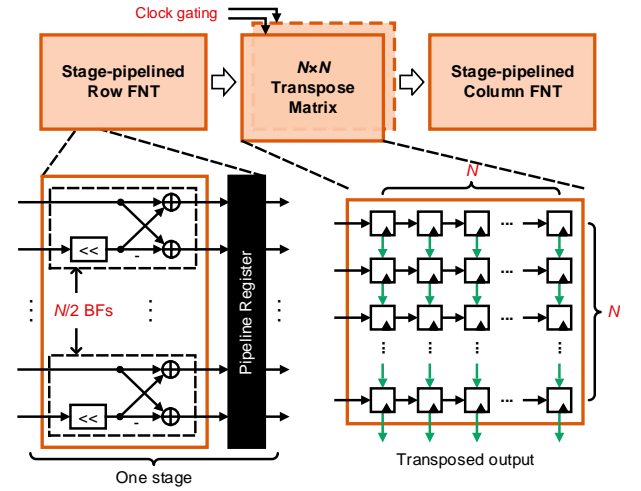 Clock gating
Stage-pipelined
Row FNT
N×N
Transpose
Matrix
Stage-pipelined
Column FNT
<<
-
N/2 BFs
<<
-
Pipeline Register
One stage
N
...
...
...
...
N
Transposed output